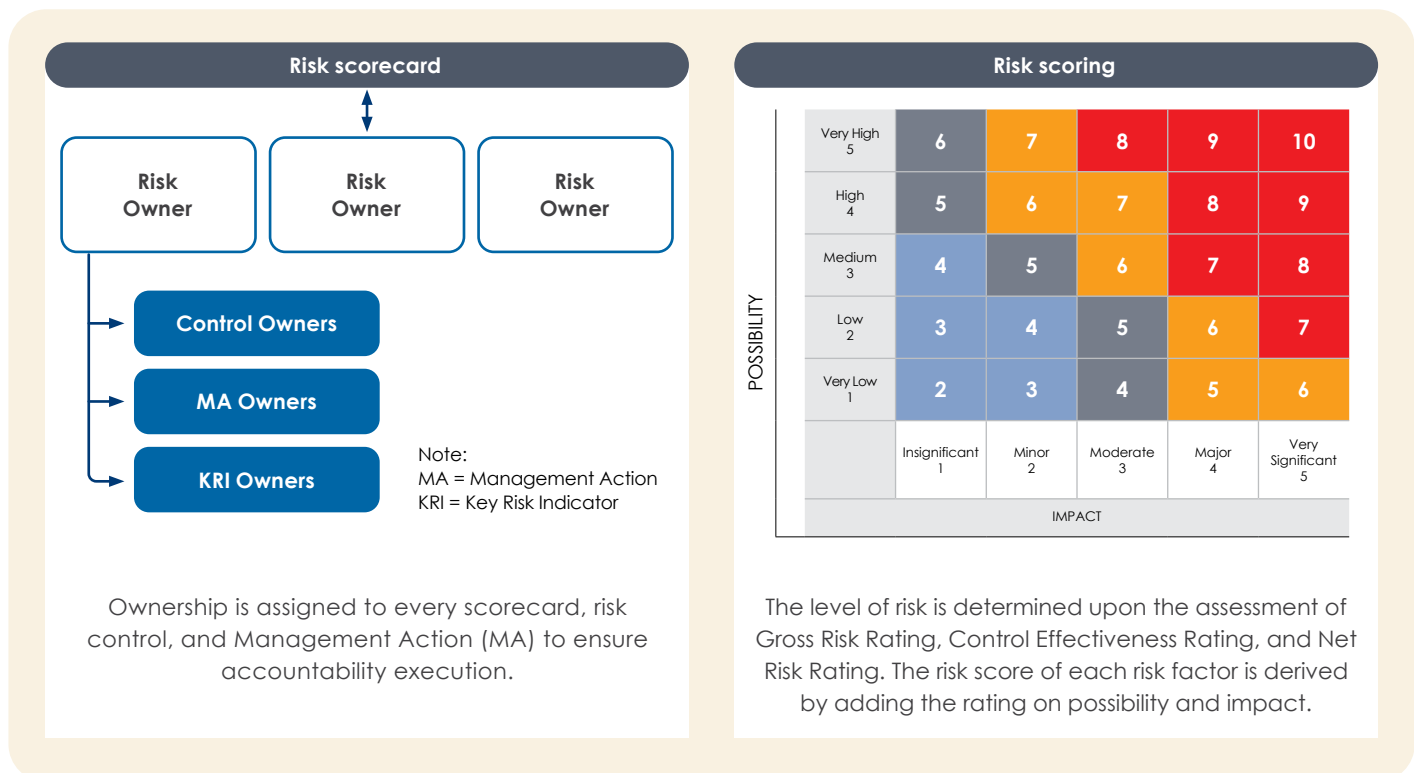 Risk scorecard
Risk
Owner
Risk
Owner
Risk
Owner
Control Owners
MA Owners
KRI Owners
Note:
MA = Management Action
KRI = Key Risk Indicator
Ownership is assigned to every scorecard, risk
control, and Management Action (MA) to ensure
accountability execution.
Risk scoring
POSSIBILITY
Very High
5
6 7 8 9 10
High
4
5 6 7 8 9
Medium
3
4 5 6 7 8
Low
2
3 4 5 6 7
Very Low
1
2 3 4 5 6
Insignificant
1
Minor
2
Moderate
3
Major
4
Very
Significant
5
IMPACT
The level of risk is determined upon the assessment of
Gross Risk Rating, Control Effectiveness Rating, and Net
Risk Rating. The risk score of each risk factor is derived
by adding the rating on possibility and impact.